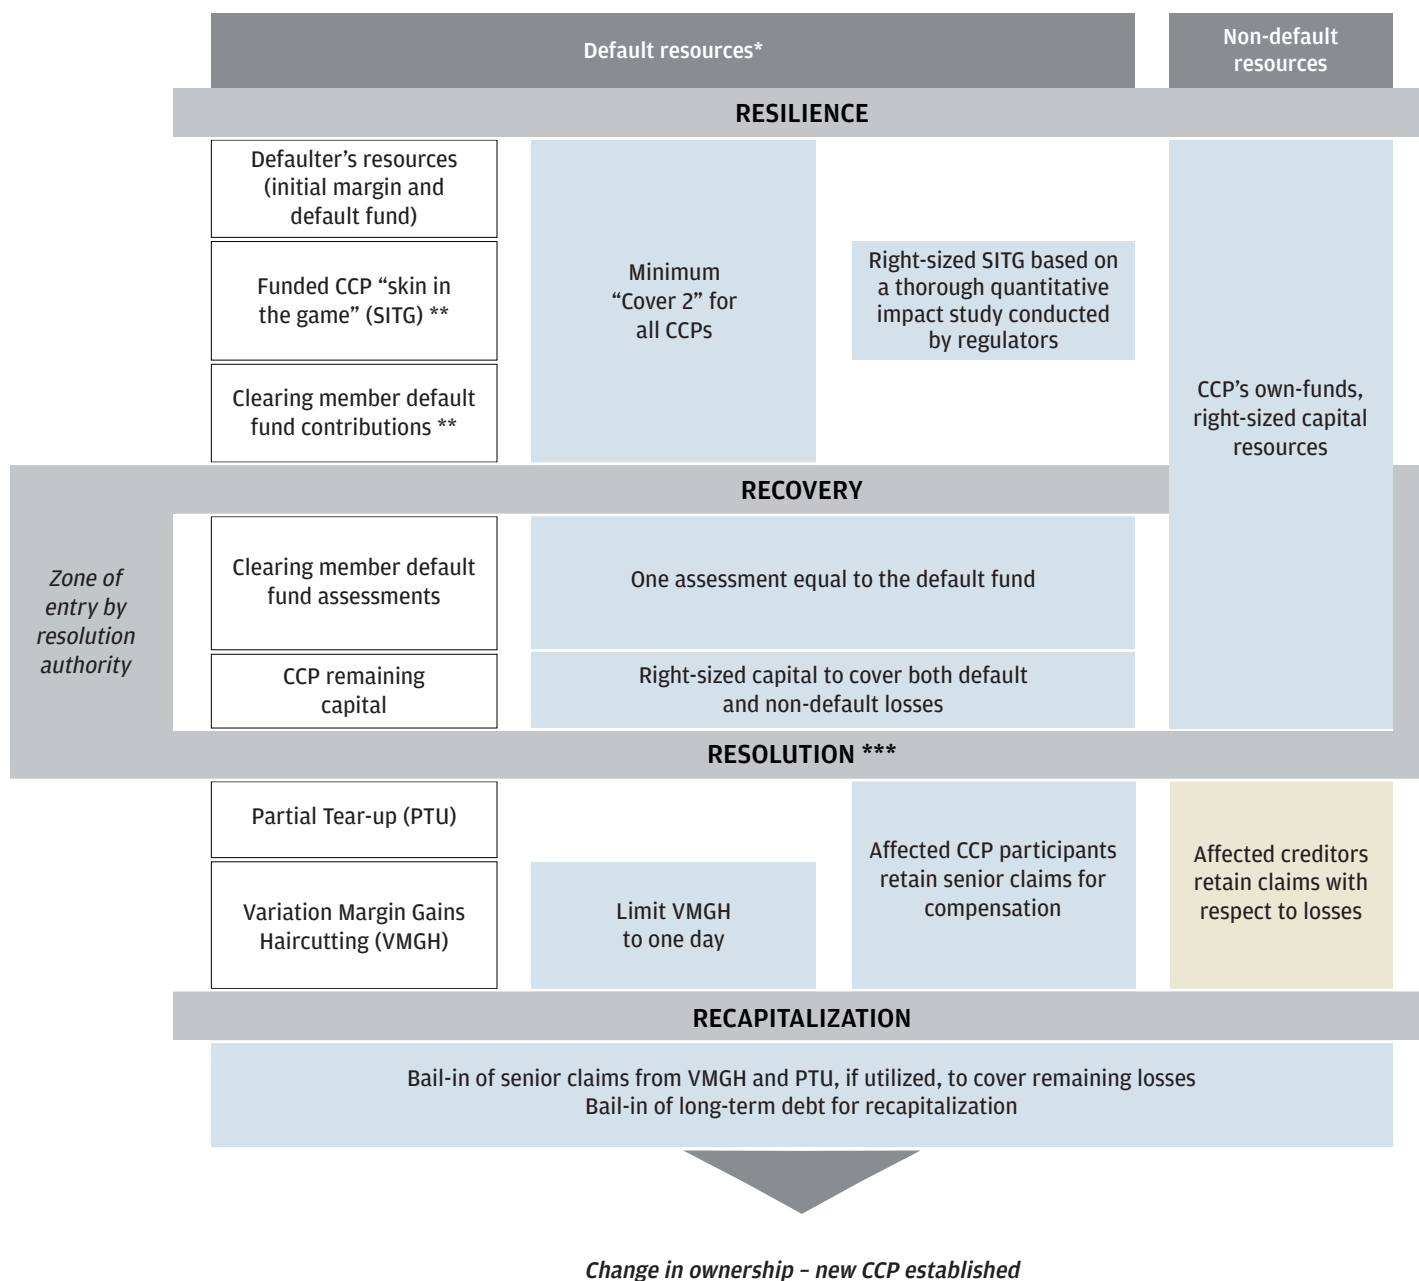 Default resources*
Non-default
resources
RESILIENCE
Defaulter’s resources
(initial margin and
default fund)
Funded CCP “skin in
the game” (SITG) **
Clearing member default
fund contributions **
Minimum
“Cover 2” for
all CCPs
Right-sized SITG based on
a thorough quantitative
impact study conducted
by regulators
CCP’s own-funds,
right-sized capital
resources
RECOVERY
Zone of
entry by
resolution
authority
Clearing member default
fund assessments
One assessment equal to the default fund
CCP remaining
capital
Right-sized capital to cover both default
and non-default losses
RESOLUTION ***
Partial Tear-up (PTU)
Variation Margin Gains
Haircutting (VMGH)
Limit VMGH
to one day
Affected CCP participants
retain senior claims for
compensation
Affected creditors
retain claims with
respect to losses
RECAPITALIZATION
Bail-in of senior claims from VMGH and PTU, if utilized, to cover remaining losses
Bail-in of long-term debt for recapitalization
Change in ownership – new CCP established